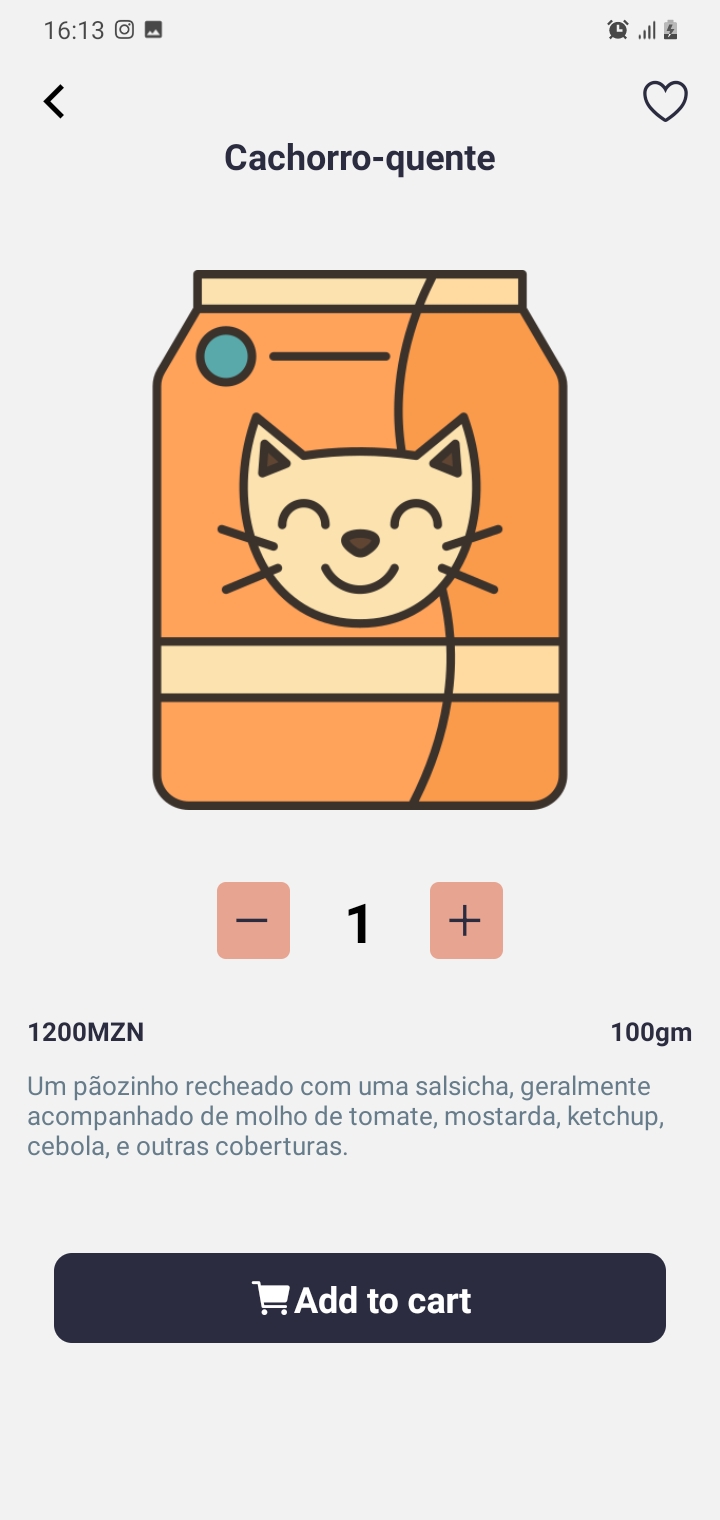 16:13
Cachorro-quente
1
1200MZN
100gm
Um pãozinho recheado com uma salsicha, geralmente
acompanhado de molho de tomate, mostarda, ketchup,
cebola, e outras coberturas.
Add to cart